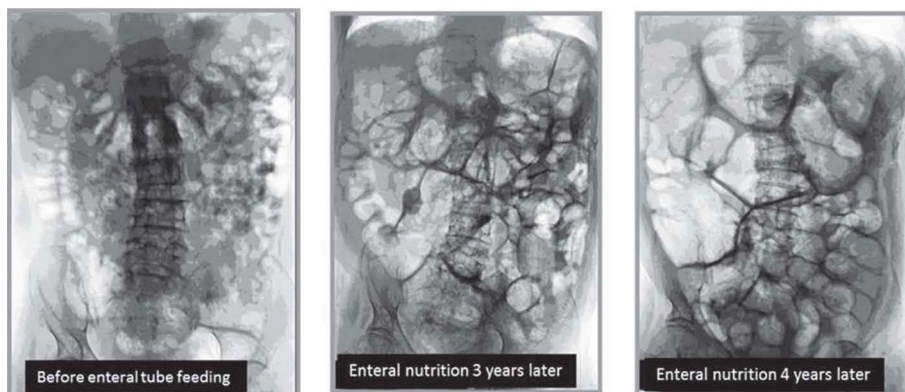 Before enteral tube feeding
Enteral nutrition 3 years later
Enteral nutrition 4 years later